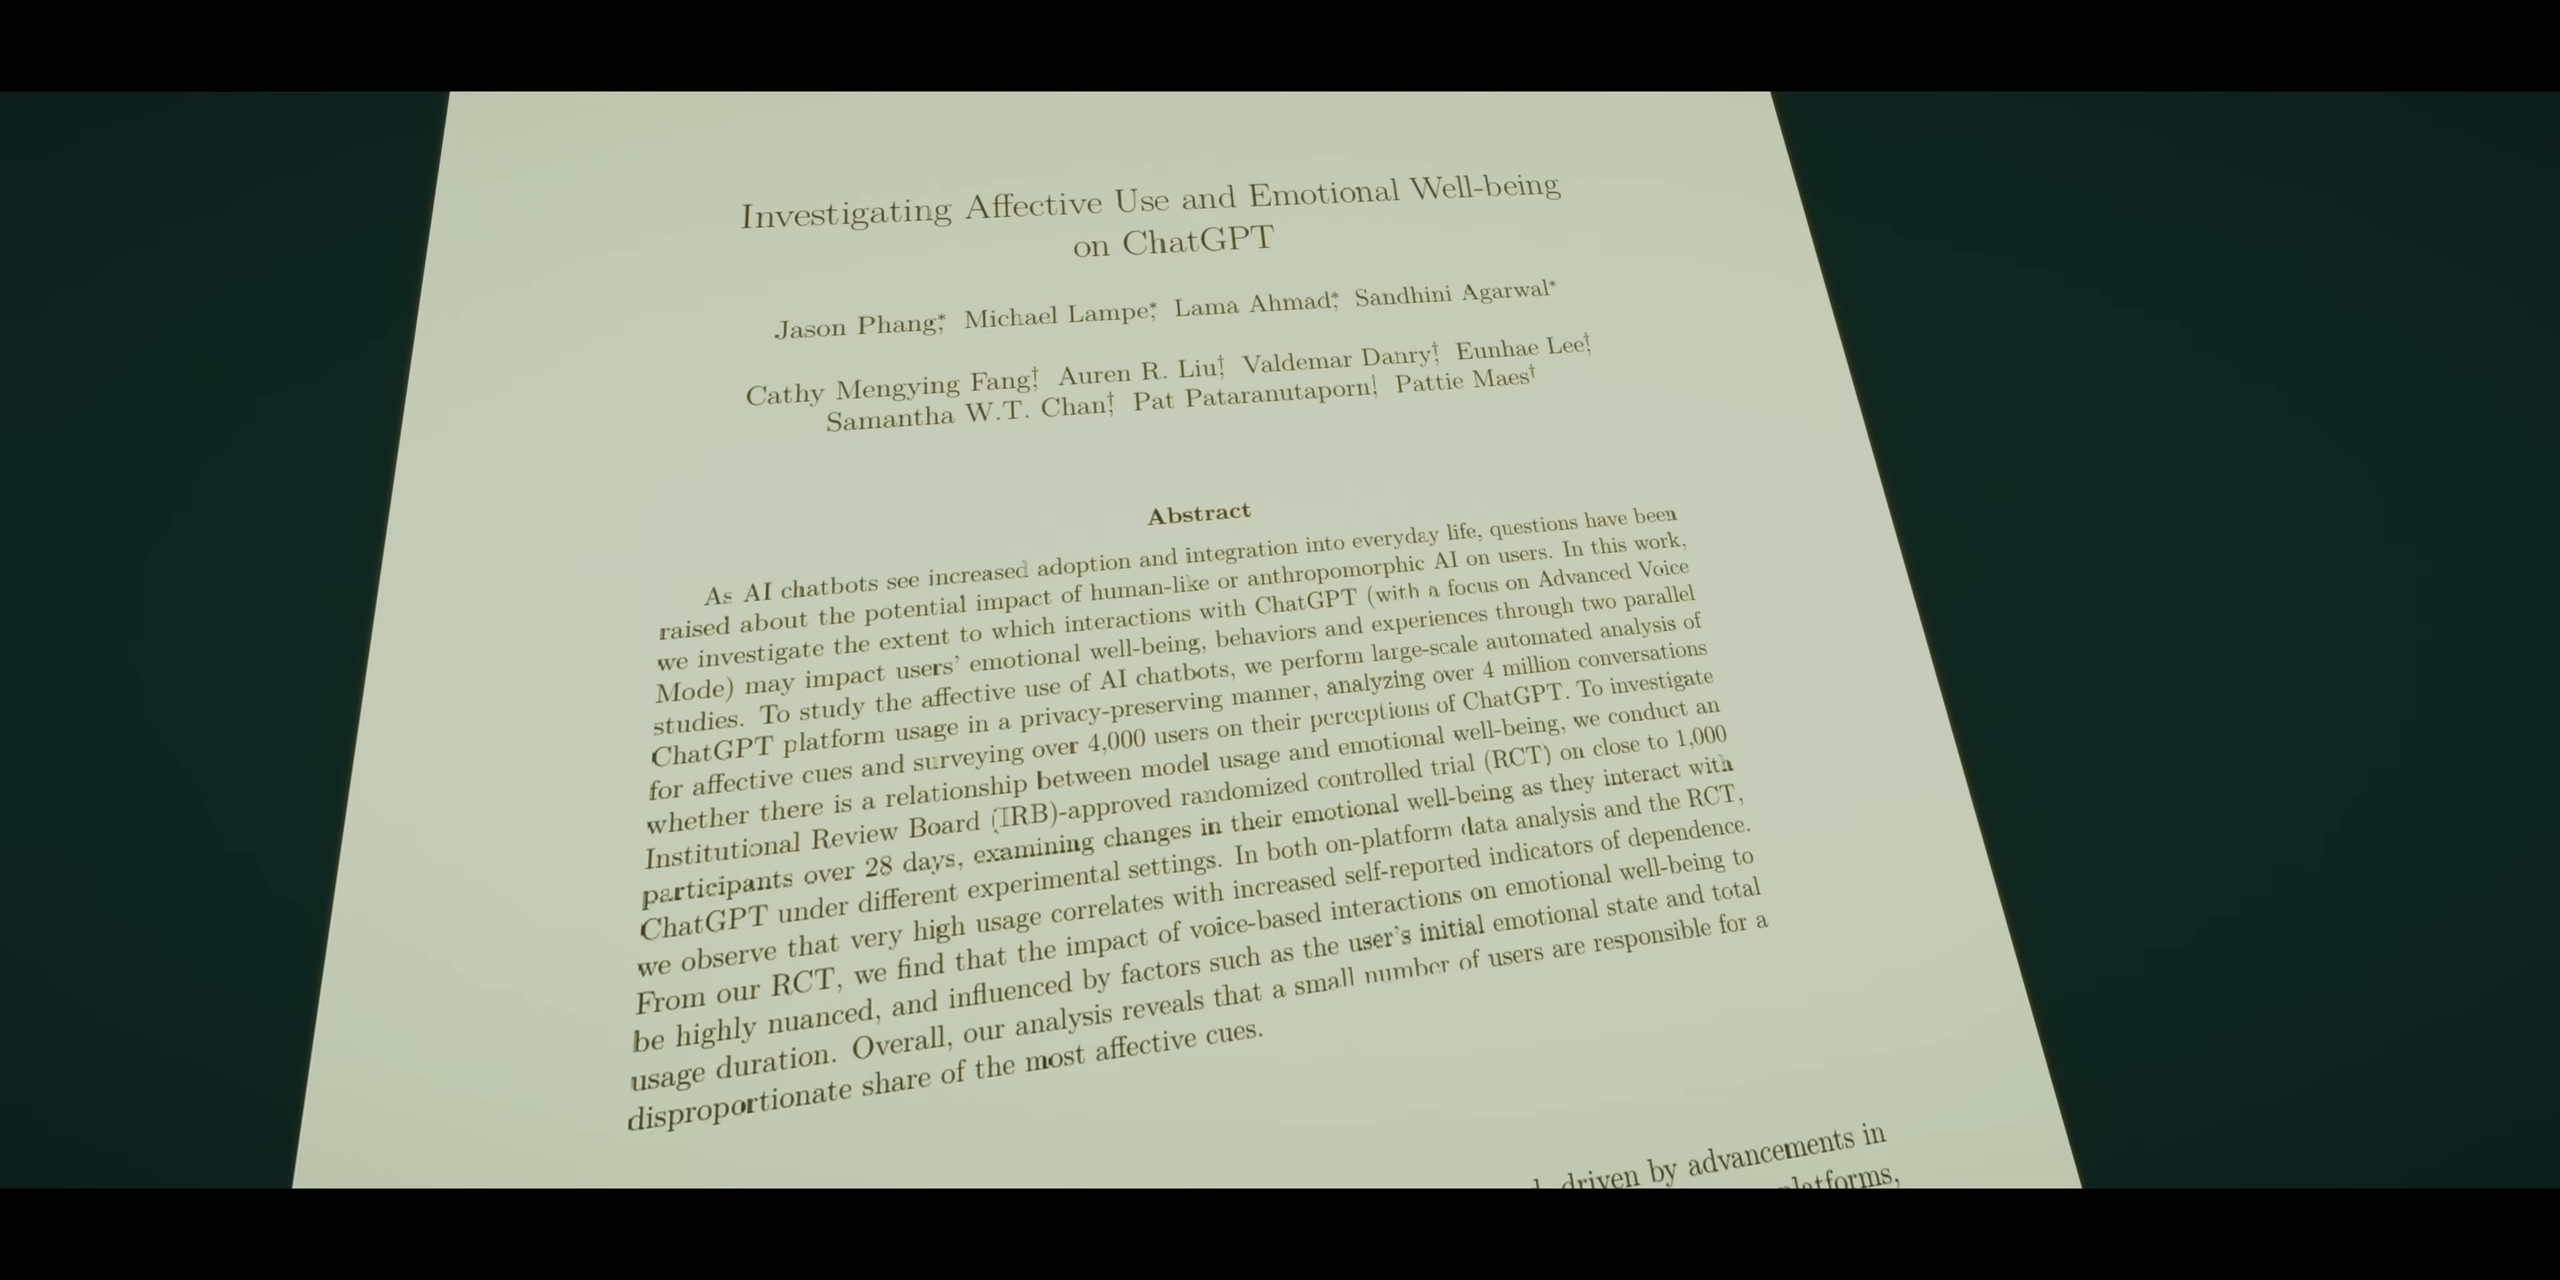 Investigating Affective Use and Emotional Well-being
on ChatGPT
Jason Phang*, Michael Lampe*, Lama Ahmad*, Sandhini Agarwal*
Cathy Mengying Fang†, Auren R. Liu†, Valdemar Danry†, Eunhae Lee†,
Samantha W.T. Chan†, Pat Pataranutaporn†, Pattie Maes†
Abstract
As AI chatbots see increased adoption and integration into everyday life, questions have been
raised about the potential impact of human-like or anthropomorphic AI on users. In this work,
we investigate the extent to which interactions with ChatGPT (with a focus on Advanced Voice
Mode) may impact users' emotional well-being, behaviors and experiences through two parallel
studies. To study the affective use of AI chatbots, we perform large-scale automated analysis of
ChatGPT platform usage in a privacy-preserving manner, analyzing over 4 million conversations
for affective cues and surveying over 4,000 users on their perceptions of ChatGPT. To investigate
whether there is a relationship between model usage and emotional well-being, we conduct an
Institutional Review Board (IRB)-approved randomized controlled trial (RCT) on close to 1,000
participants over 28 days, examining changes in their emotional well-being as they interact with
ChatGPT under different experimental settings. In both on-platform data analysis and the RCT,
we observe that very high usage correlates with increased self-reported indicators of dependence.
From our RCT, we find that the impact of voice-based interactions on emotional well-being to
be highly nuanced, and influenced by factors such as the user's initial emotional state and total
usage duration. Overall, our analysis reveals that a small number of users are responsible for a
disproportionate share of the most affective cues.
driven by advancements in